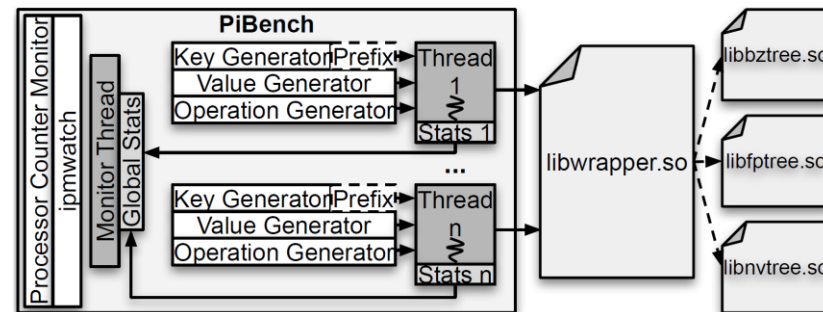 PiBench
Processor Counter Monitor
ipmwatch
Monitor Thread
Global Stats
Key Generator Prefix
Value Generator
Operation Generator
Thread
1
Stats 1
...
Key Generator Prefix
Value Generator
Operation Generator
Thread
n
Stats n
libwrapper.so
libbztree.so
libfptree.so
libnvtree.so